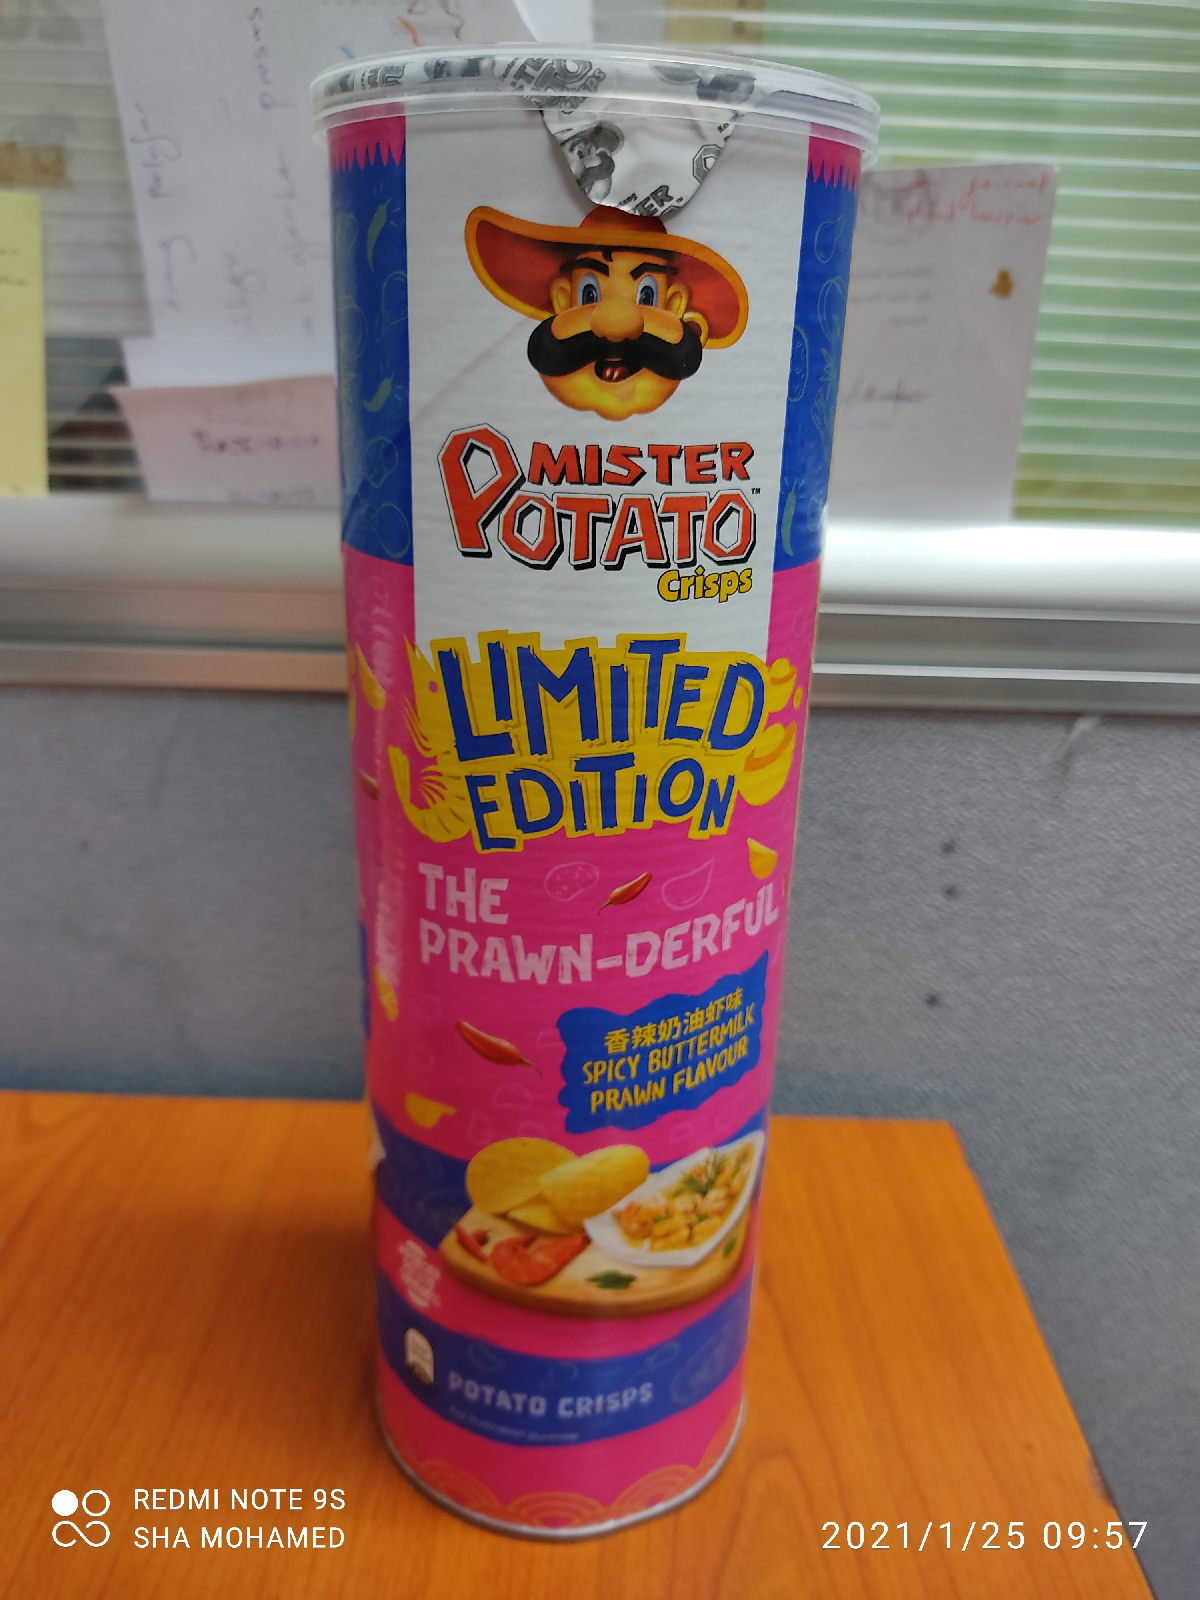 MISTER
POTATO™
Crisps
LIMITED
EDITION
THE
PRAWN-DERFUL
香辣奶油虾味
SPICY BUTTERMILK
PRAWN FLAVOUR
POTATO CRISPS
REDMI NOTE 9S
SHA MOHAMED
2021/1/25 09:57